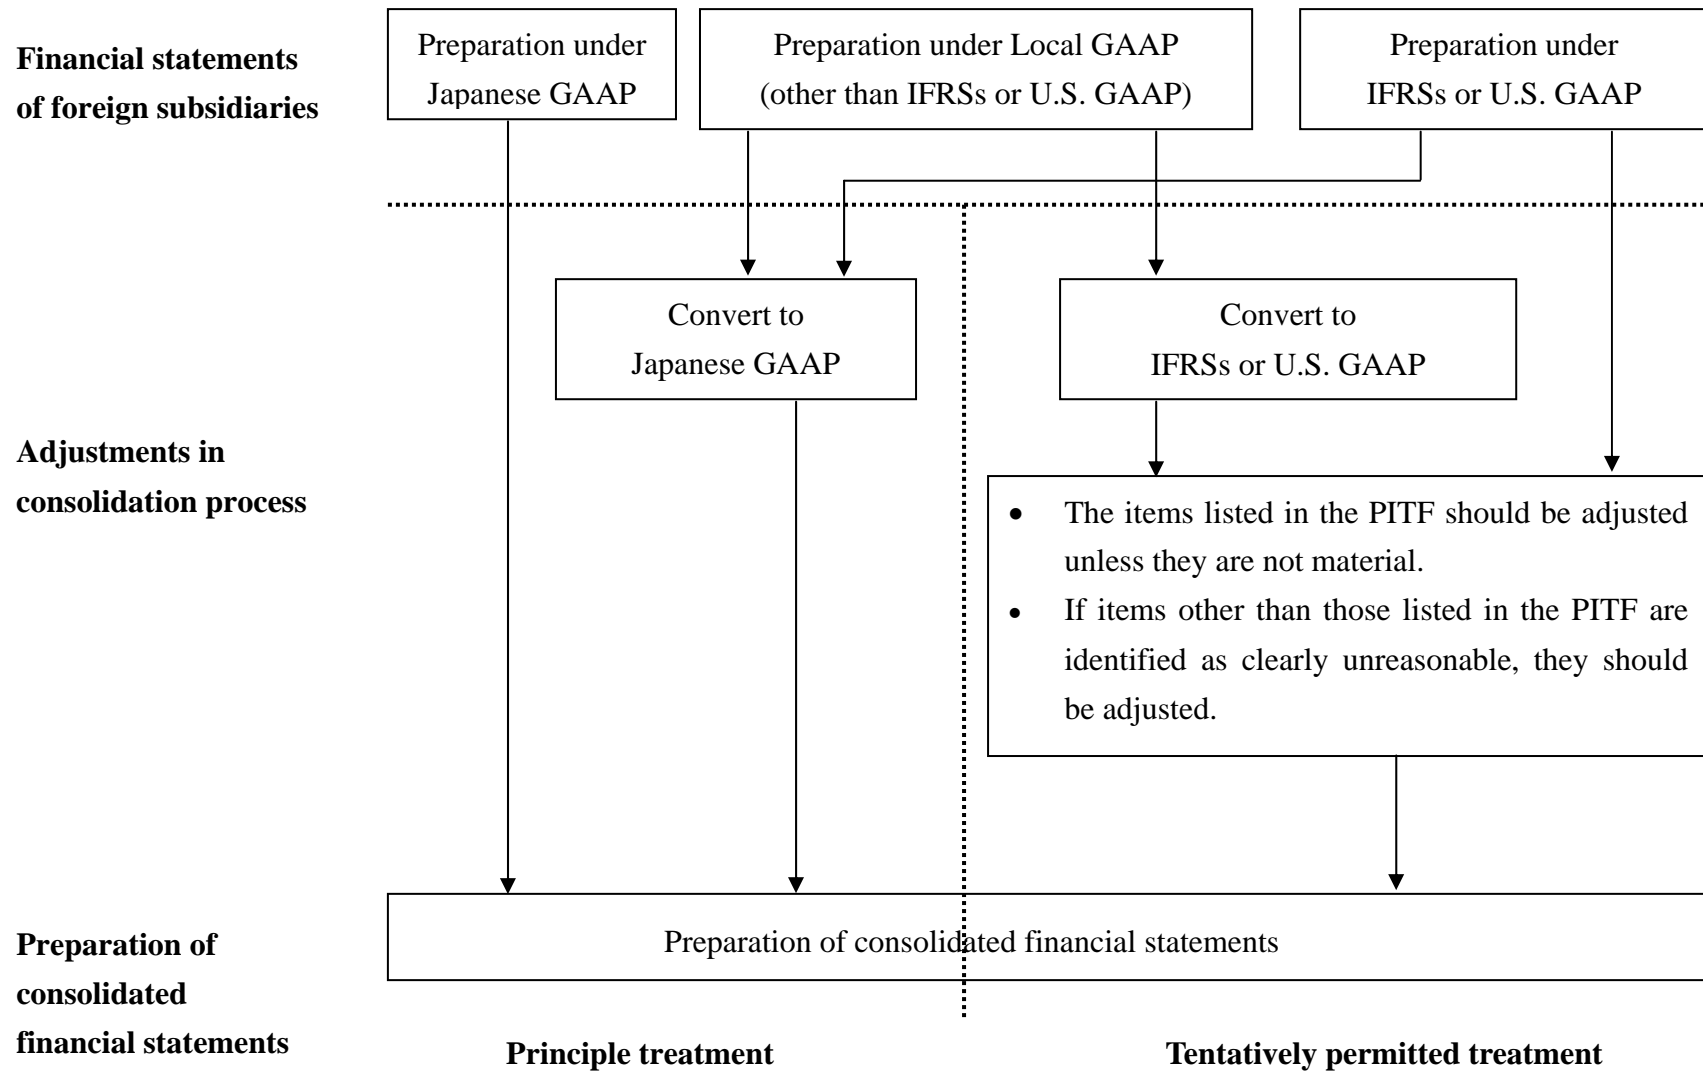 Financial statements
of foreign subsidiaries
Preparation under
Japanese GAAP
Preparation under Local GAAP
(other than IFRSs or U.S. GAAP)
Preparation under
IFRSs or U.S. GAAP
Adjustments in
consolidation process
Convert to
Japanese GAAP
Convert to
IFRSs or U.S. GAAP
• The items listed in the PITF should be adjusted
unless they are not material.
• If items other than those listed in the PITF are
identified as clearly unreasonable, they should
be adjusted.
Preparation of
consolidated
financial statements
Preparation of consolidated financial statements
Principle treatment
Tentatively permitted treatment